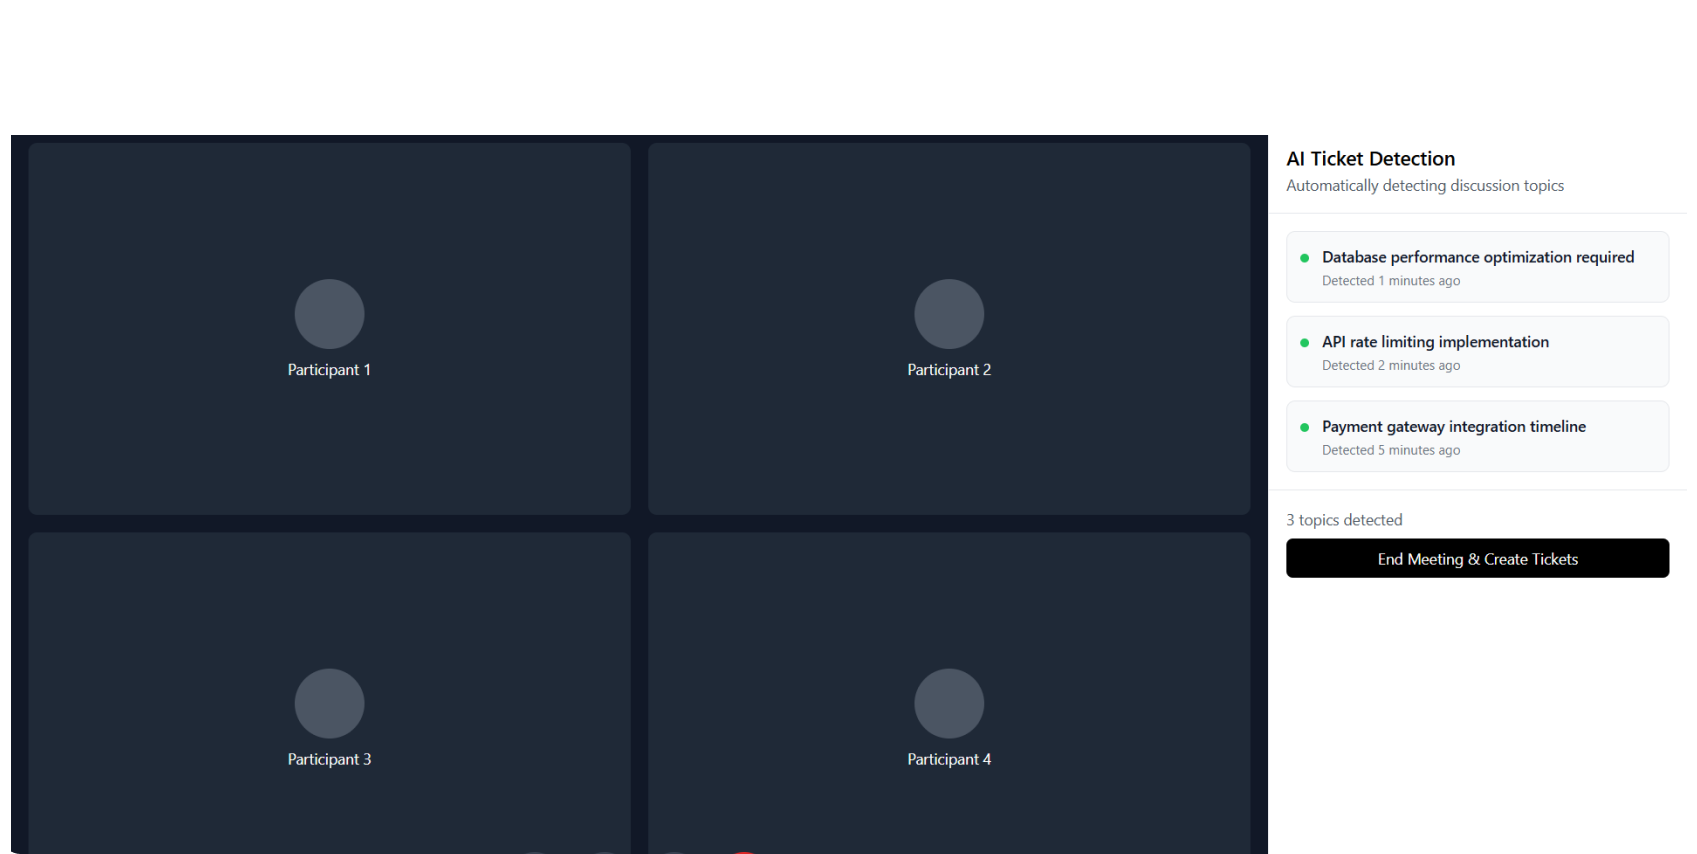 Participant 1
Participant 2
Participant 3
Participant 4
AI Ticket Detection
Automatically detecting discussion topics
Database performance optimization required
Detected 1 minutes ago
API rate limiting implementation
Detected 2 minutes ago
Payment gateway integration timeline
Detected 5 minutes ago
3 topics detected
End Meeting & Create Tickets